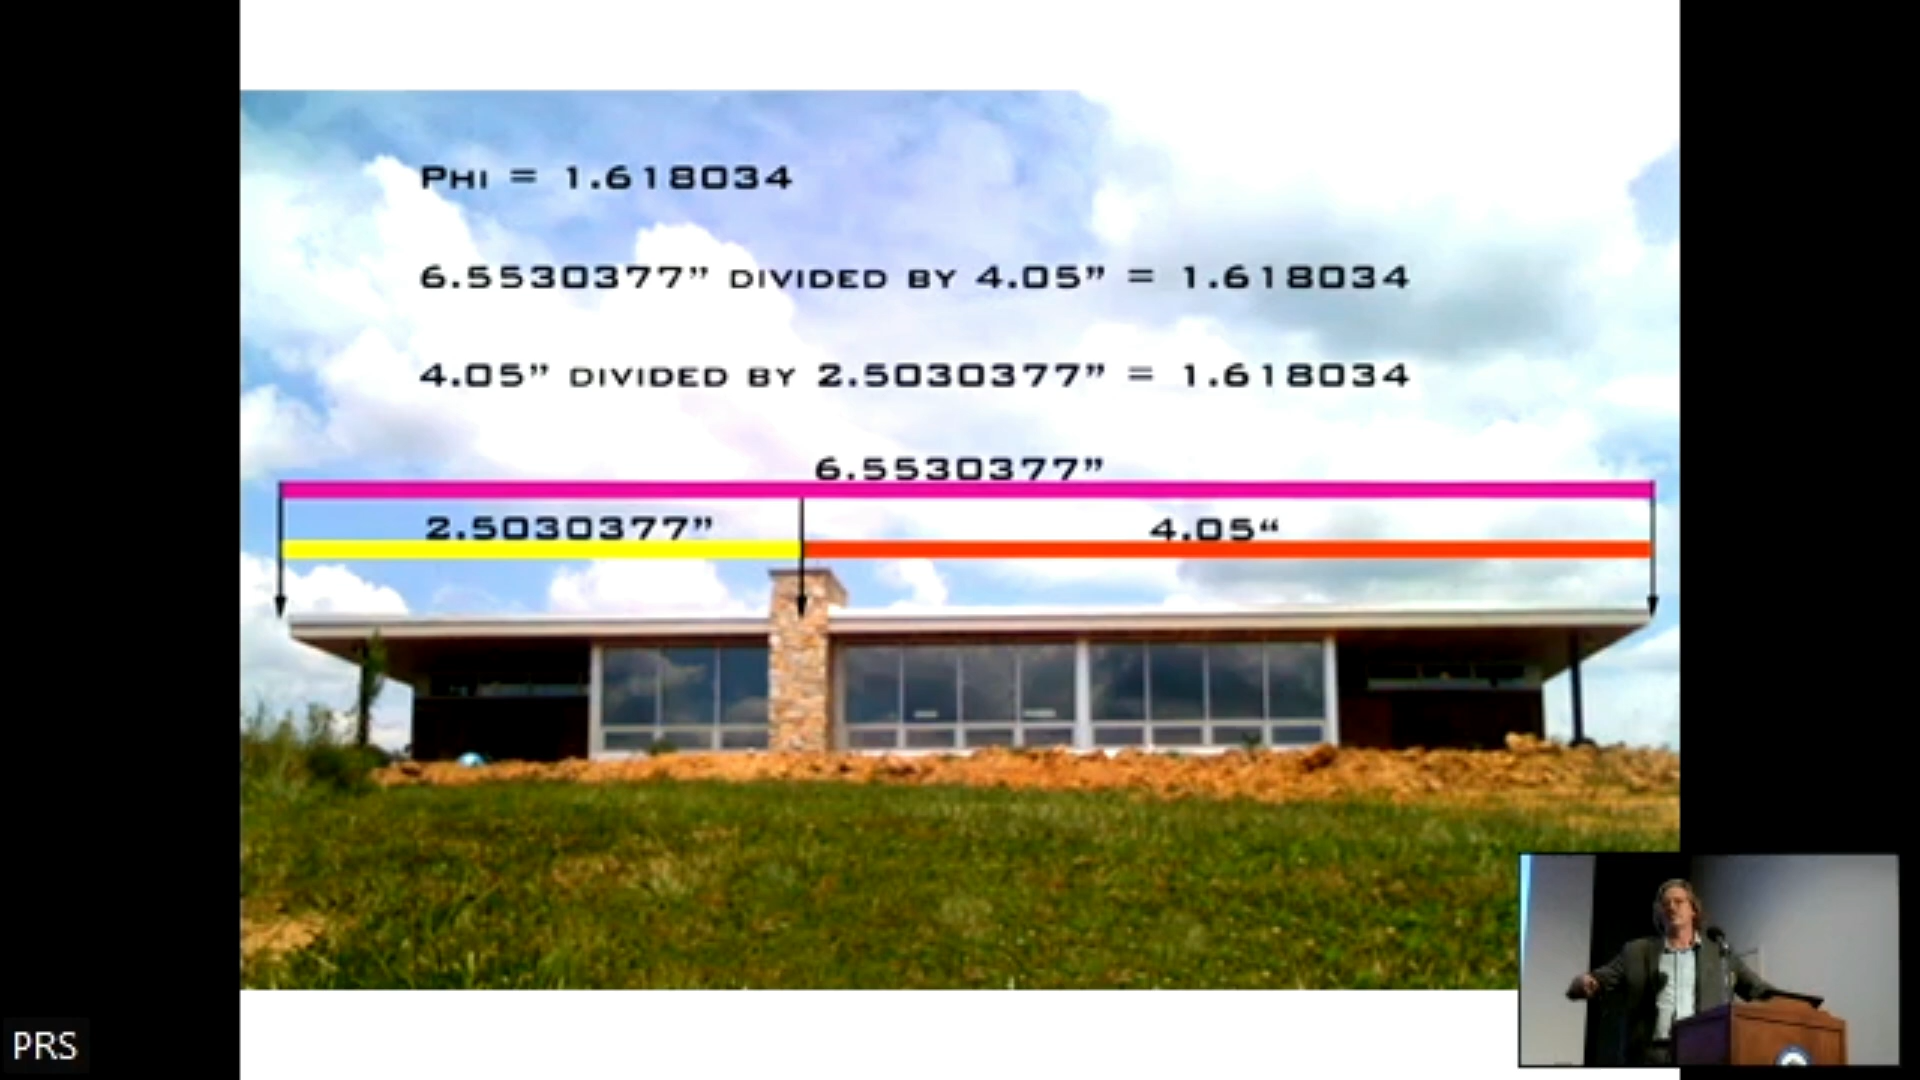 PHI = 1.618034
6.5530377” DIVIDED BY 4.05” = 1.618034
4.05” DIVIDED BY 2.5030377” = 1.618034
6.5530377”
2.5030377” 4.05“
PRS